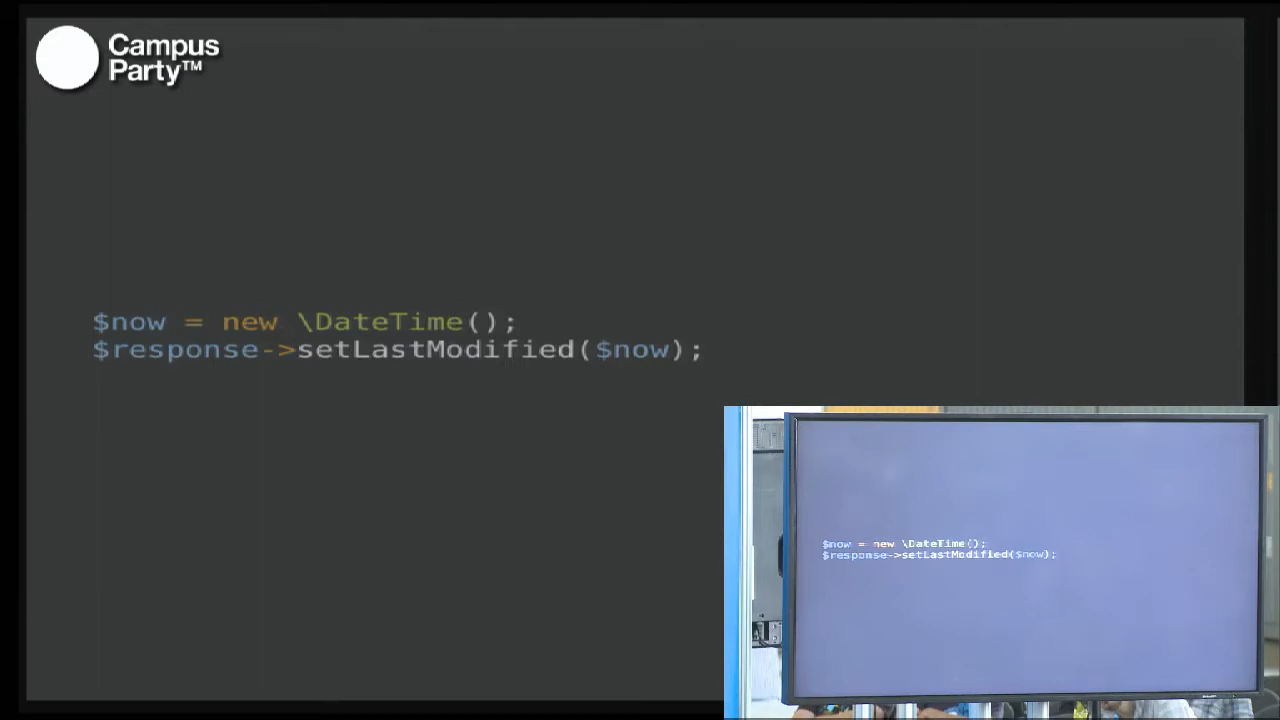 Campus
Party™
$now = new \DateTime();
$response->setLastModified($now);
$now = new \DateTime();
$response->setLastModified($now);